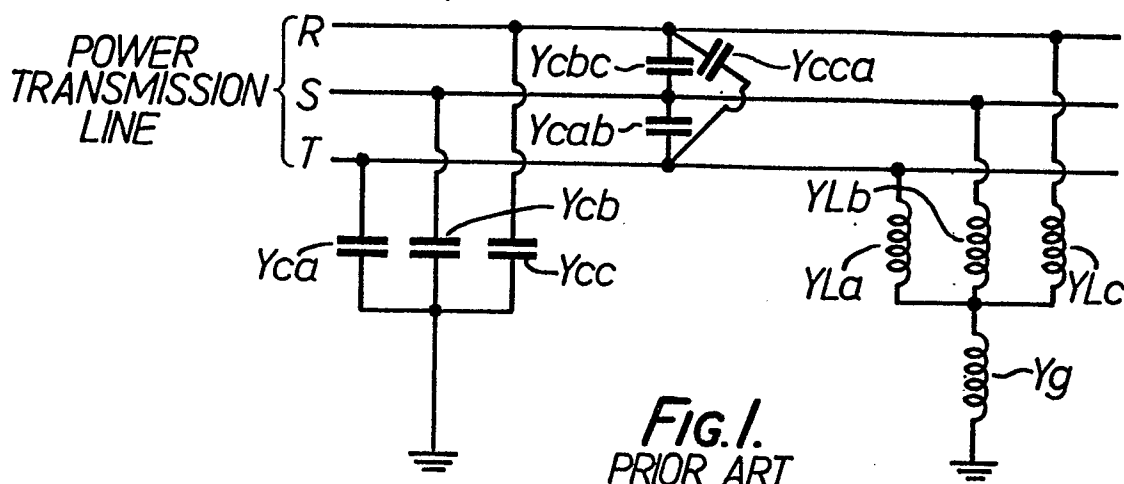 POWER
TRANSMISSION
LINE
R
S
T
Ycbc
Ycca
Ycab
Yca
Ycb
Ycc
YLb
YLa
YLc
Yg
FIG.1.
PRIOR ART